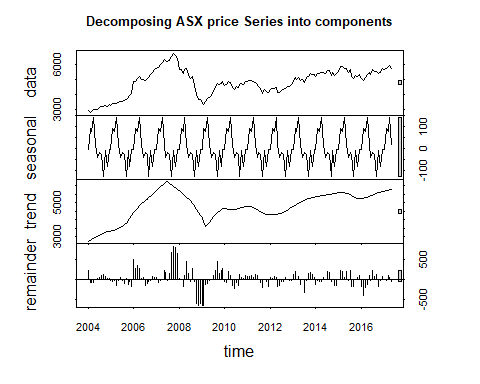 Decomposing ASX price Series into components
data
3000 6000
seasonal
-100 0 100
trend
3000 5000
remainder
-500 500
2004 2006 2008 2010 2012 2014 2016
time